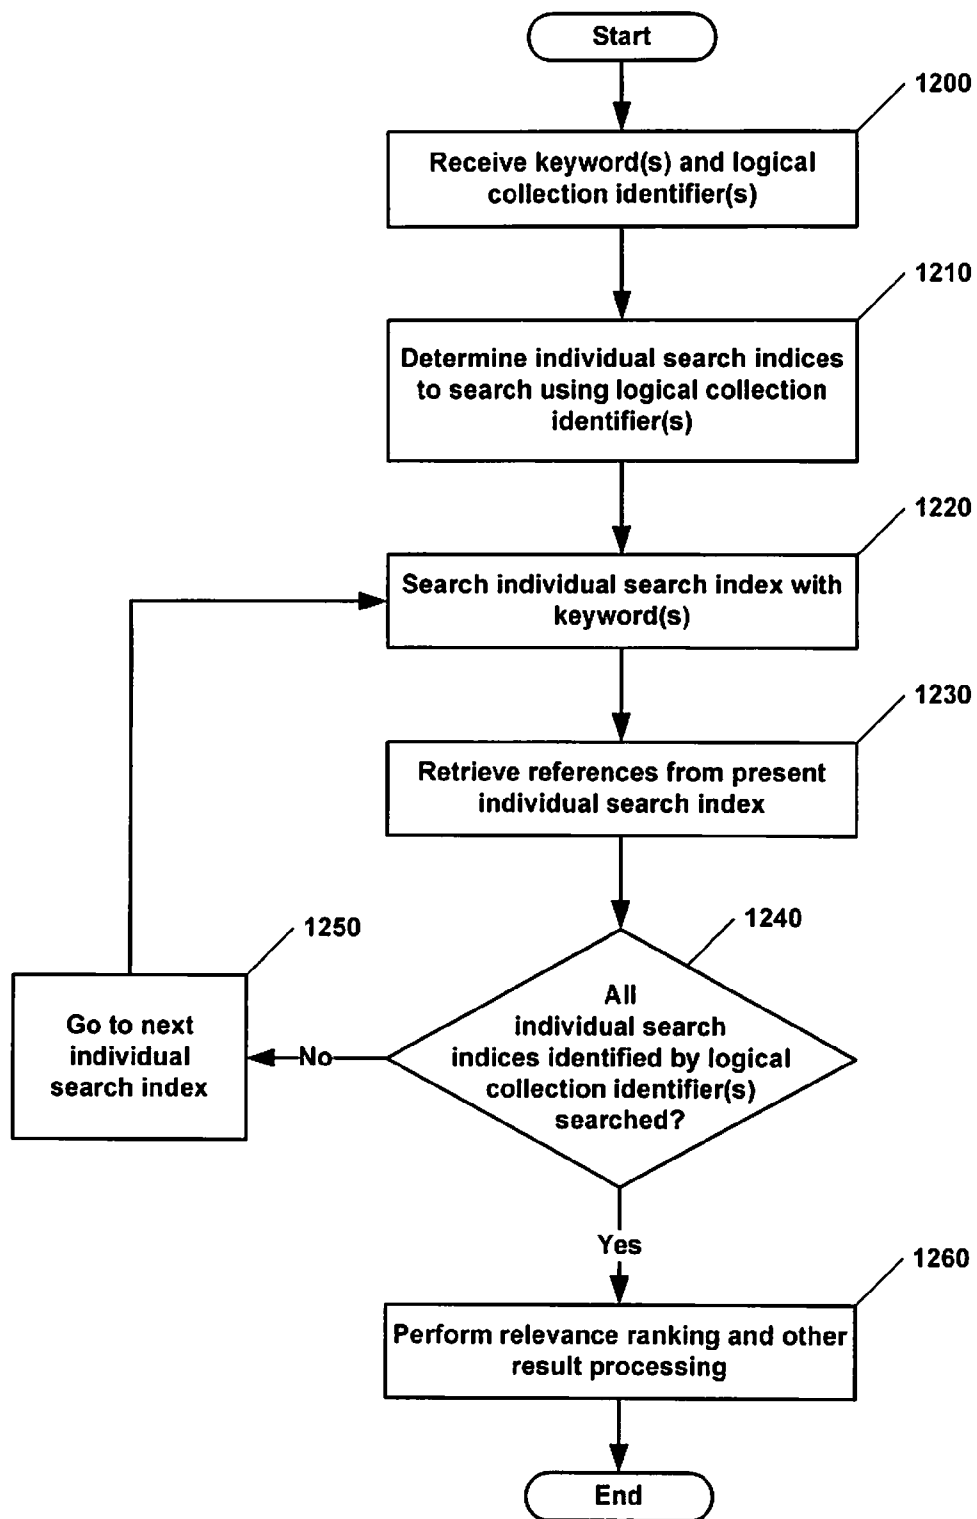 Start
1200
Receive keyword(s) and logical
collection identifier(s)
1210
Determine individual search indices
to search using logical collection
identifier(s)
1220
Search individual search index with
keyword(s)
1230
Retrieve references from present
individual search index
1240
All
individual search
indices identified by logical
collection identifier(s)
searched?
1250
Go to next
individual
search index
No
Yes
1260
Perform relevance ranking and other
result processing
End